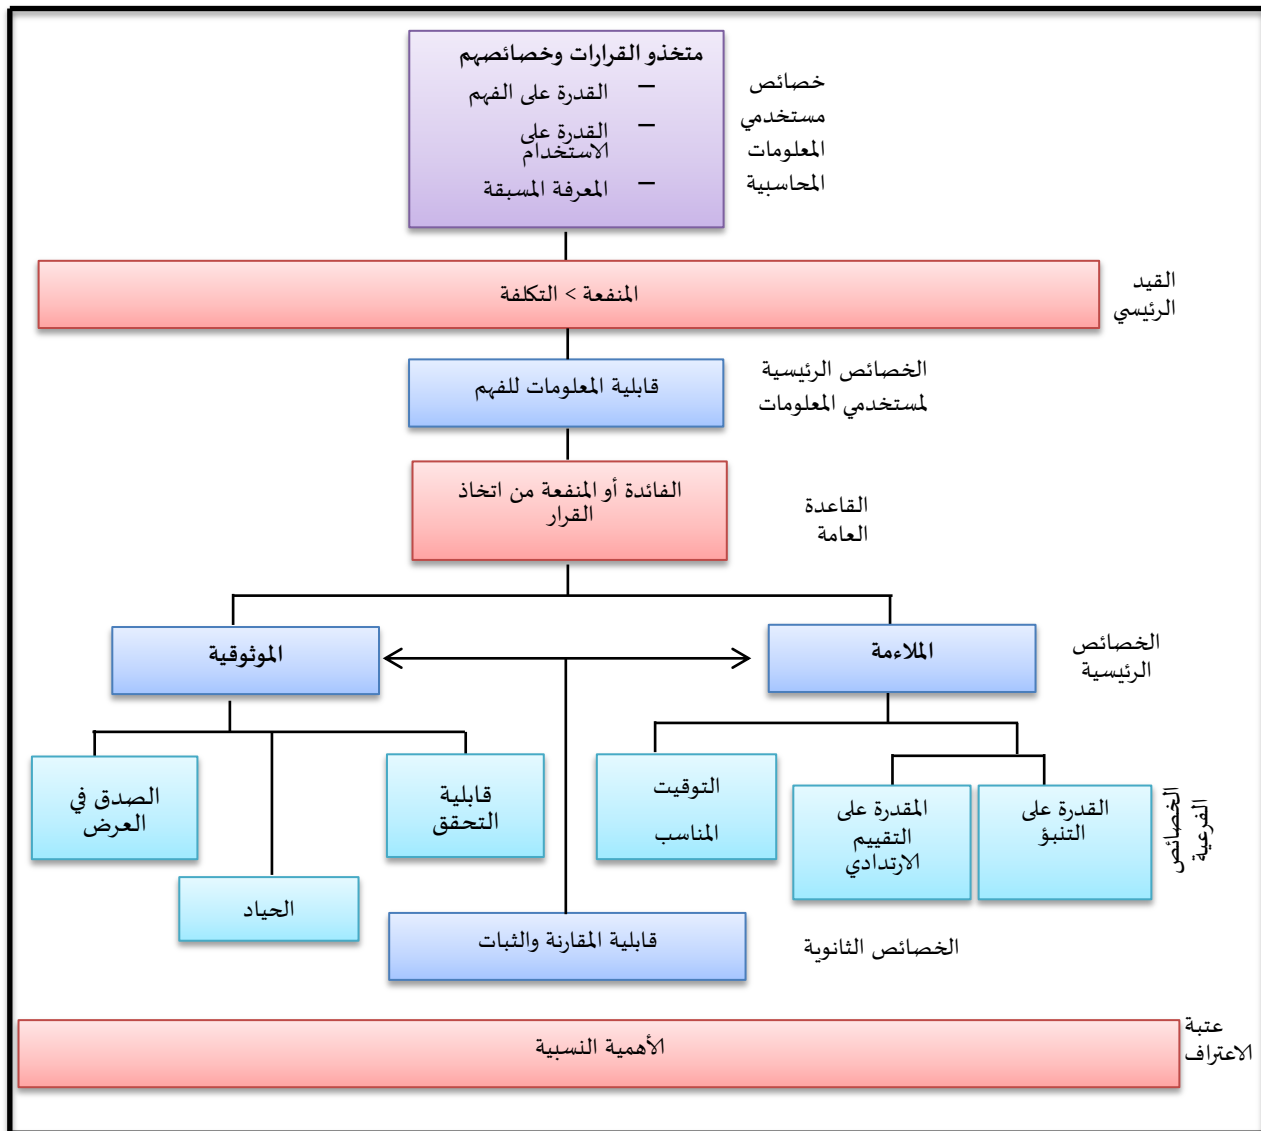 متخذو القرارات وخصائصهم
– القدرة على الفهم
– القدرة على
الاستخدام
– المعرفة المسبقة
خصائص
مستخدمي
المعلومات
المحاسبية
المنفعة > التكلفة
القيد
الرئيسي
قابلية المعلومات للفهم
الخصائص الرئيسية
لمستخدمي المعلومات
الفائدة أو المنفعة من اتخاذ
القرار
القاعدة
العامة
الخصائص
الرئيسية
الملاءمة
الموثوقية
الخصائص
الفرعية
القدرة على
التنبؤ
المقدرة على
التقييم
الارتدادي
التوقيت
المناسب
قابلية
التحقق
الحياد
الصدق في
العرض
قابلية المقارنة والثبات
الخصائص الثانوية
عتبة
الاعتراف
الأهمية النسبية